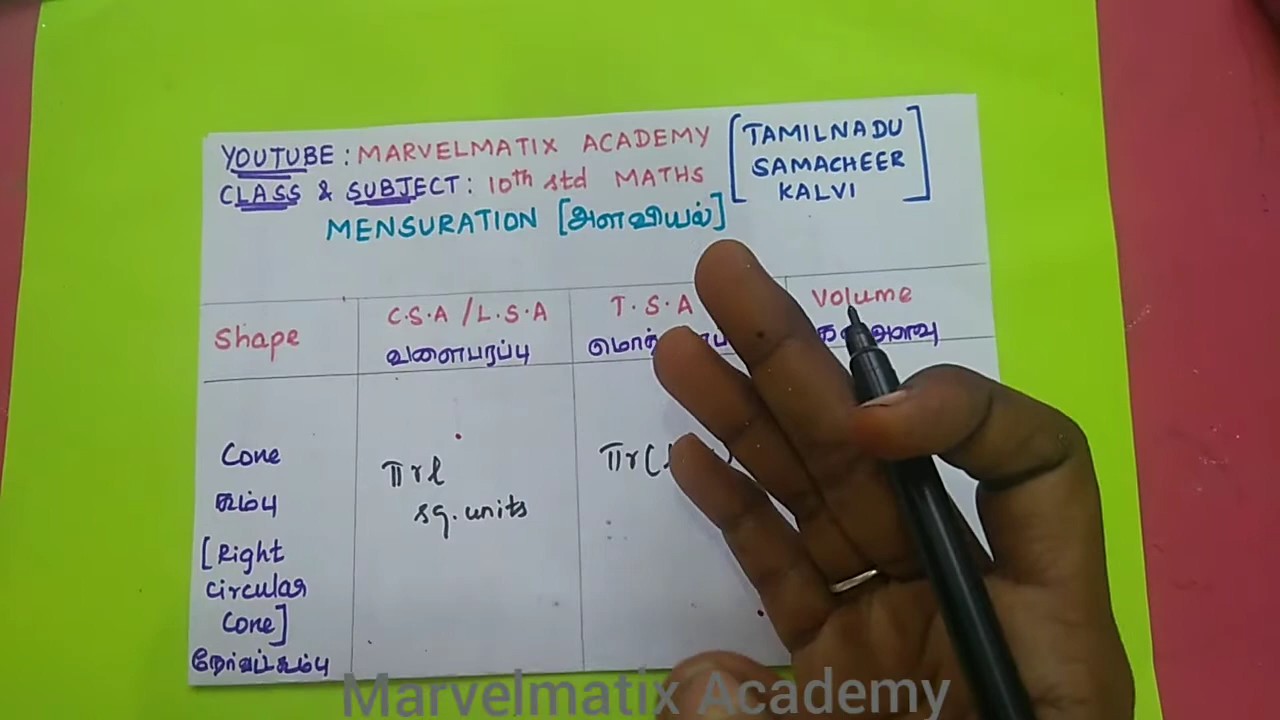 YOUTUBE : MARVELMATIX ACADEMY
CLASS & SUBJECT : 10th std MATHS
[TAMILNADU
SAMACHEER
KALVI]
MENSURATION [அளவியல்]
Shape
C.S.A / L.S.A
வளைபரப்பு
T.S.A
Volume
Cone
கூம்பு
[Right
circular
Cone]
நேர்வட்டக்கூம்பு
πrl
sq. units
πr(
Marvelmatix Academy